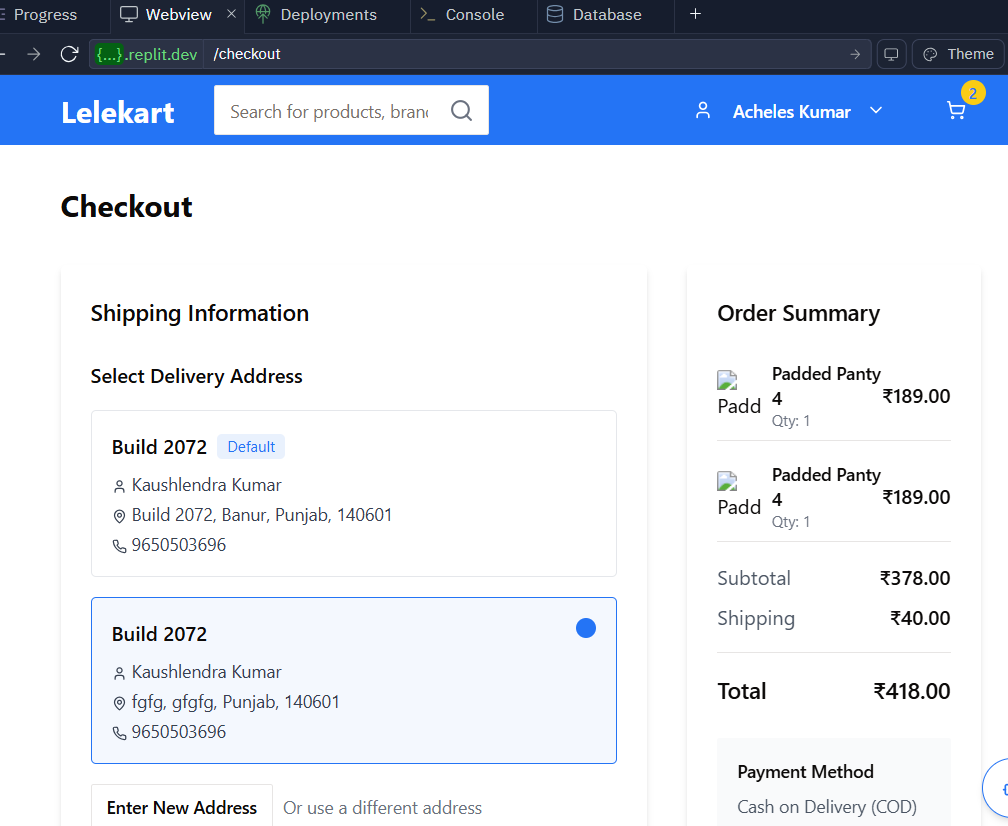 Progress
Webview
Deployments
Console
Database
{...}.replit.dev
/checkout
Theme
Lelekart
Search for products, branc
Acheles Kumar
2
Checkout
Shipping Information
Select Delivery Address
Build 2072 Default
Kaushlendra Kumar
Build 2072, Banur, Punjab, 140601
9650503696
Build 2072
Kaushlendra Kumar
fgfg, gfgfg, Punjab, 140601
9650503696
Enter New Address
Or use a different address
Order Summary
Padd
Padded Panty
4
Qty: 1
₹189.00
Padd
Padded Panty
4
Qty: 1
₹189.00
Subtotal ₹378.00
Shipping ₹40.00
Total ₹418.00
Payment Method
Cash on Delivery (COD)